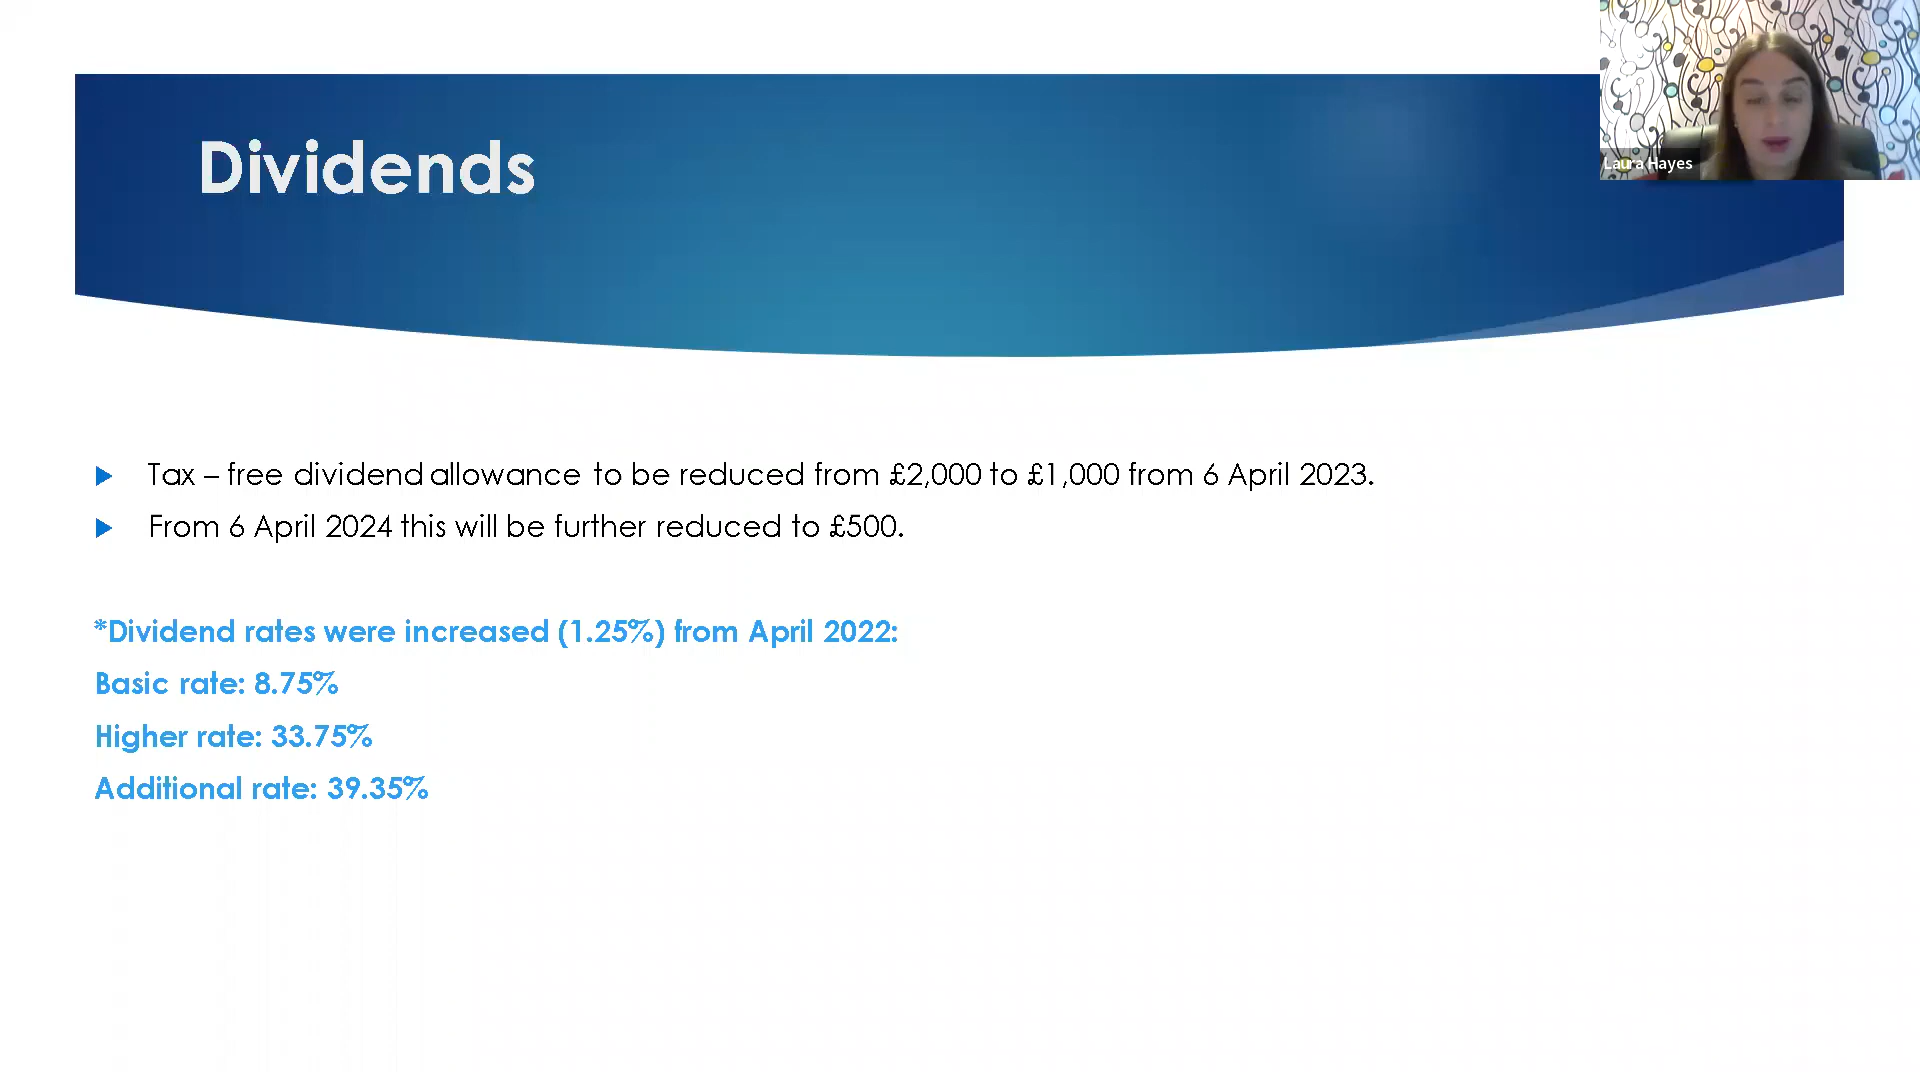 Dividends
Laura Hayes
Tax – free dividend allowance to be reduced from £2,000 to £1,000 from 6 April 2023.
From 6 April 2024 this will be further reduced to £500.
*Dividend rates were increased (1.25%) from April 2022:
Basic rate: 8.75%
Higher rate: 33.75%
Additional rate: 39.35%